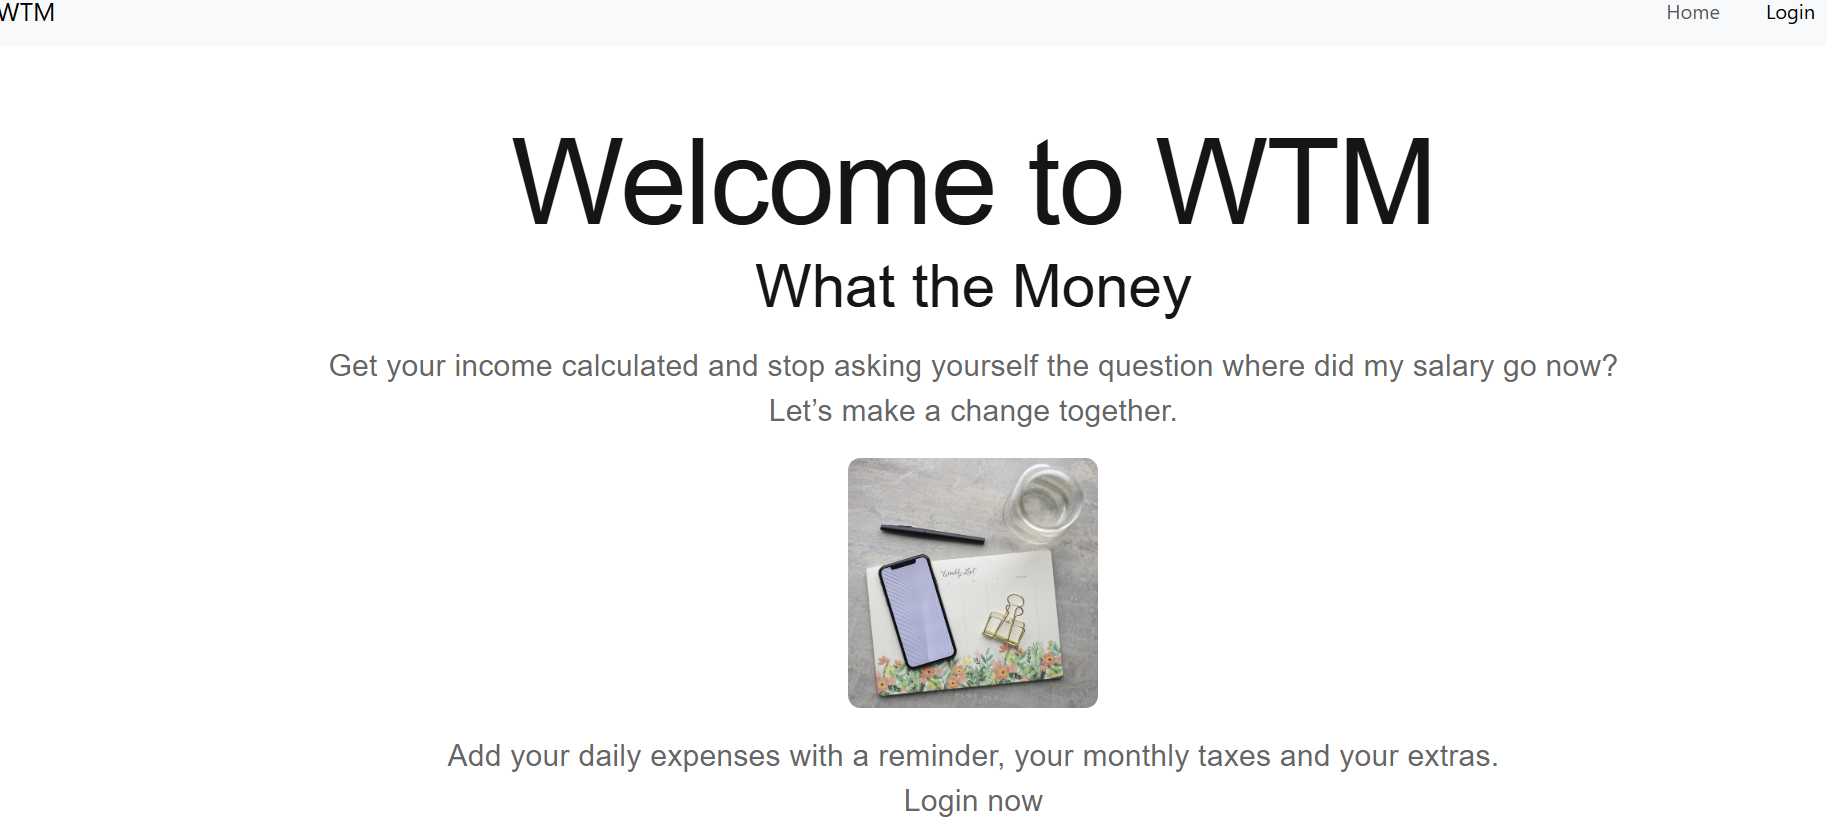 WTM
Home Login
Welcome to WTM
What the Money
Get your income calculated and stop asking yourself the question where did my salary go now?
Let’s make a change together.
Weekly List
Add your daily expenses with a reminder, your monthly taxes and your extras.
Login now